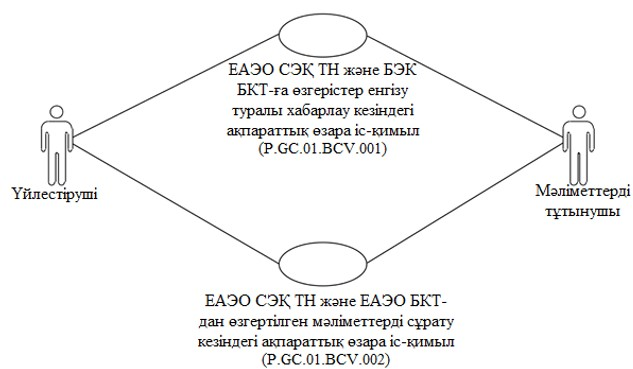 ЕАЭО СЭҚ ТН және БЭК
БКТ-ға өзгерістер енгізу
туралы хабарлау кезіндегі
ақпараттық өзара іс-қимыл
(P.GC.01.BCV.001)
Үйлестіруші
Мәліметтерді
тұтынушы
ЕАЭО СЭҚ ТН және ЕАЭО БКТ-
дан өзгертілген мәліметтерді сұрату
кезіндегі ақпараттық өзара іс-қимыл
(P.GC.01.BCV.002)